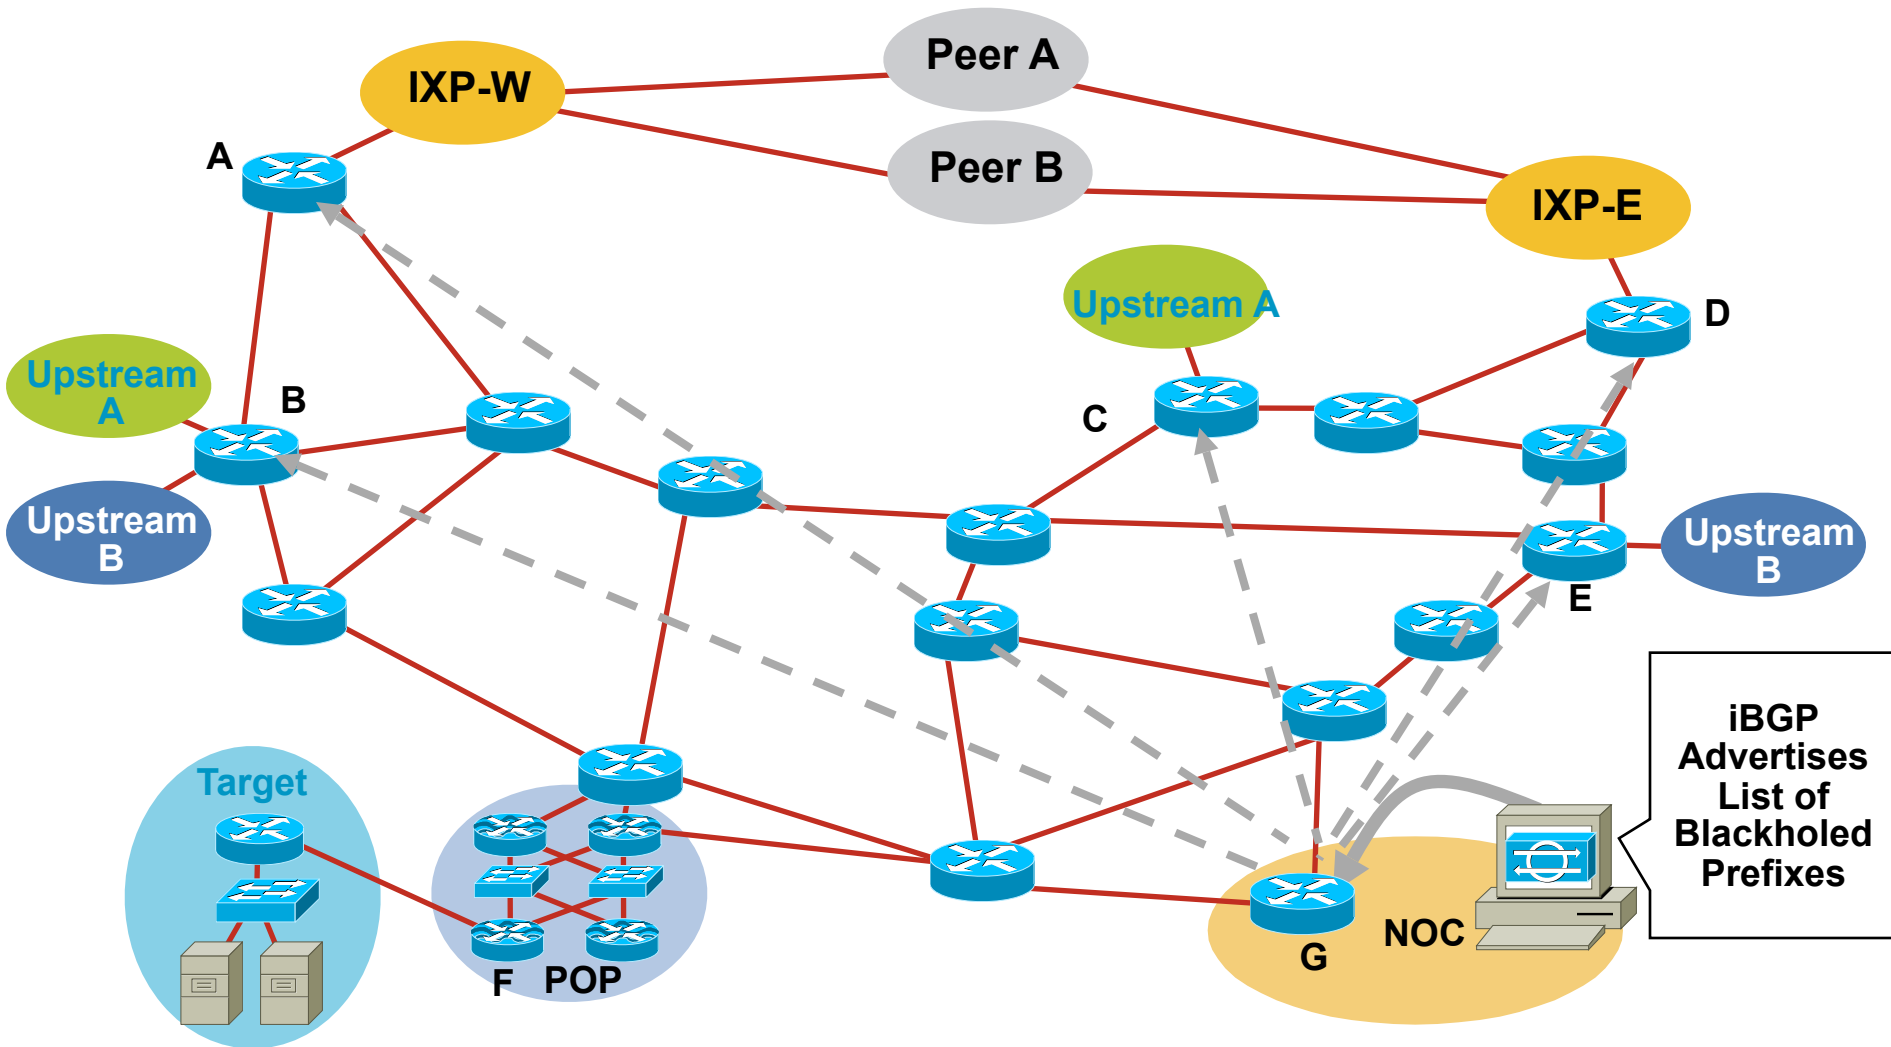 Peer A
IXP-W
A
Peer B
IXP-E
Upstream A
D
Upstream
A
B
C
Upstream
B
Upstream
B
E
iBGP
Advertises
List of
Blackholed
Prefixes
Target
NOC
G
F
POP